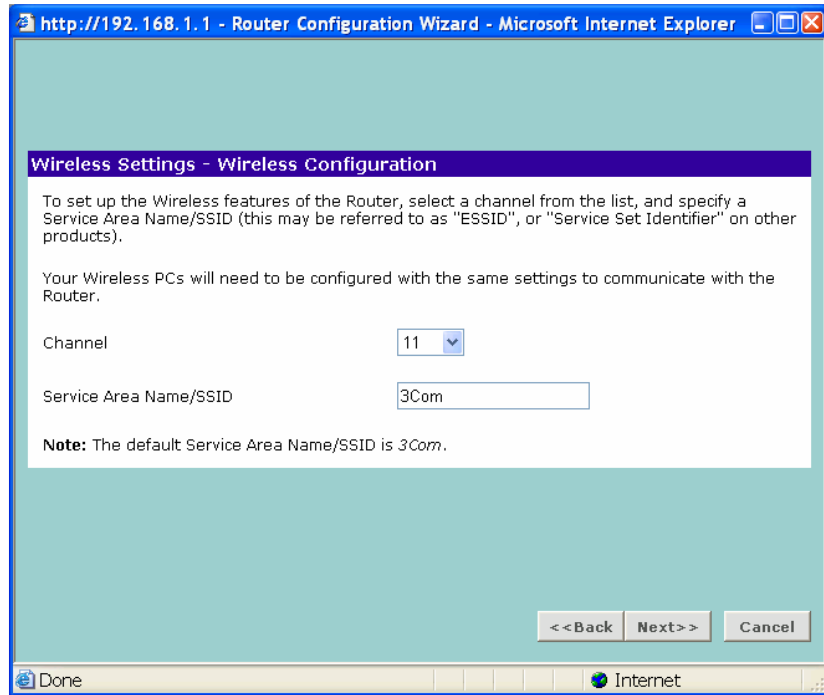 http://192.168.1.1 - Router Configuration Wizard - Microsoft Internet Explorer
Wireless Settings - Wireless Configuration
To set up the Wireless features of the Router, select a channel from the list, and specify a
Service Area Name/SSID (this may be referred to as "ESSID", or "Service Set Identifier" on other
products).
Your Wireless PCs will need to be configured with the same settings to communicate with the
Router.
Channel 11
Service Area Name/SSID 3Com
Note: The default Service Area Name/SSID is 3Com.
<<Back Next>> Cancel
Done Internet